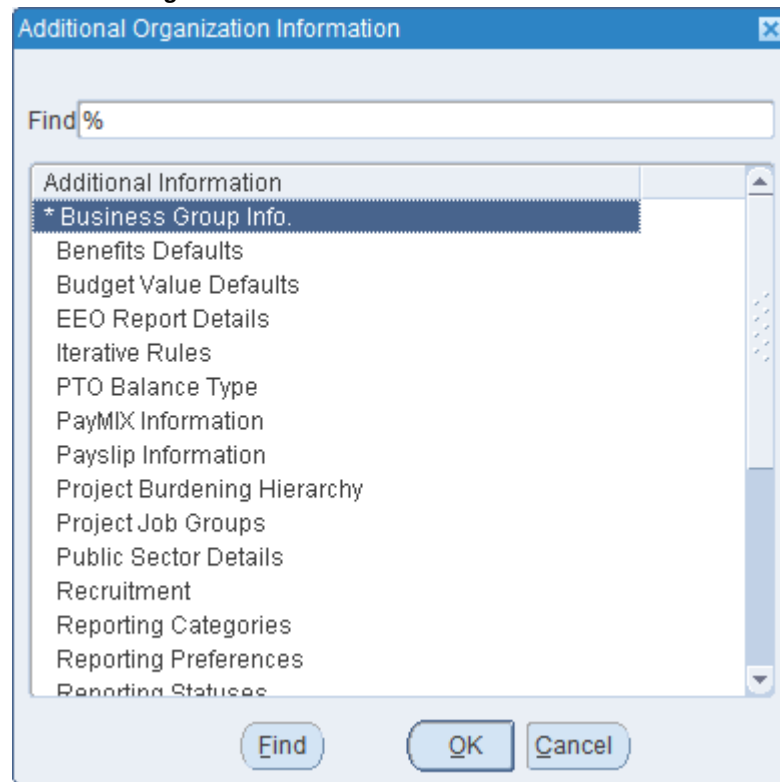 Additional Organization Information
Find %
Additional Information
* Business Group Info.
Benefits Defaults
Budget Value Defaults
EEO Report Details
Iterative Rules
PTO Balance Type
PayMIX Information
Payslip Information
Project Burdening Hierarchy
Project Job Groups
Public Sector Details
Recruitment
Reporting Categories
Reporting Preferences
Reporting Statuses
Find OK Cancel